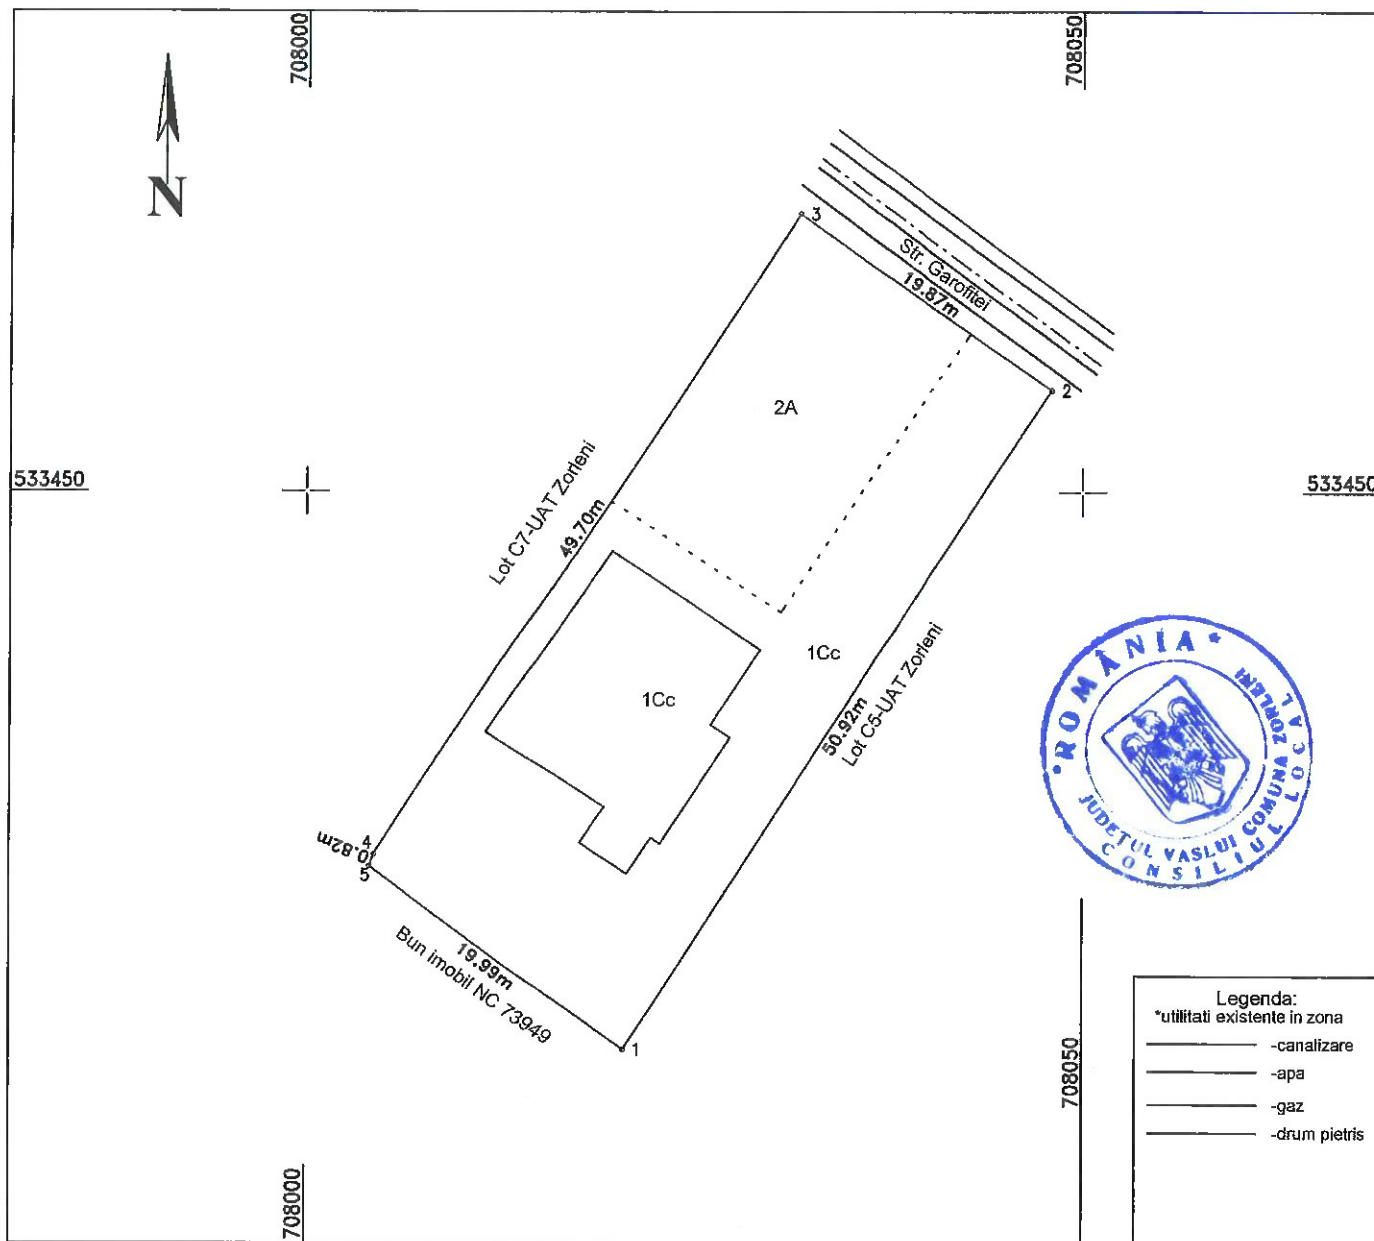 708000
708050
N
3
Str. Garofitei
19.87m
2
2A
533450
533450
Lot C7-UAT Zorleni
49.70m
1Cc
1Cc
50.92m
Lot C5-UAT Zorleni
4
0.82m
5
19.99m
Bun imobil NC 73949
1
*ROMÂNIA*
JUDEŢUL VASLUI COMUNA ZORLENI
CONSILIUL LOCAL
708000
708050
Legenda:
*utilitati existente in zona
-canalizare
-apa
-gaz
-drum pietris